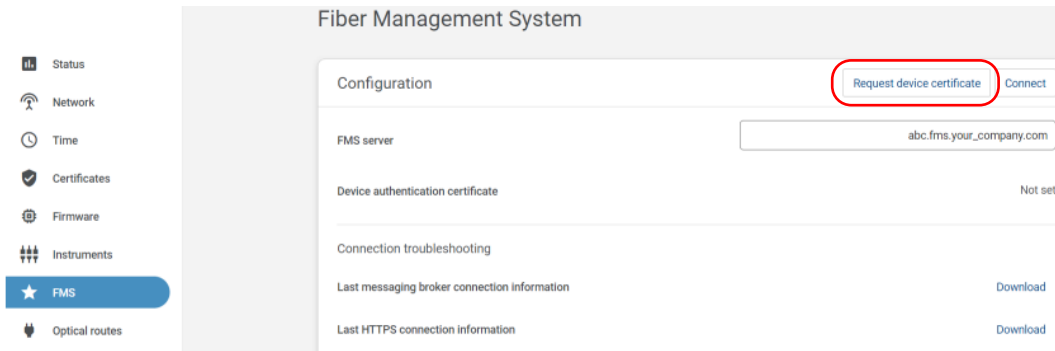 Fiber Management System
Status
Network
Time
Certificates
Firmware
Instruments
FMS
Optical routes
Configuration
Request device certificate
Connect
FMS server
abc.fms.your_company.com
Device authentication certificate
Not set
Connection troubleshooting
Last messaging broker connection information
Download
Last HTTPS connection information
Download